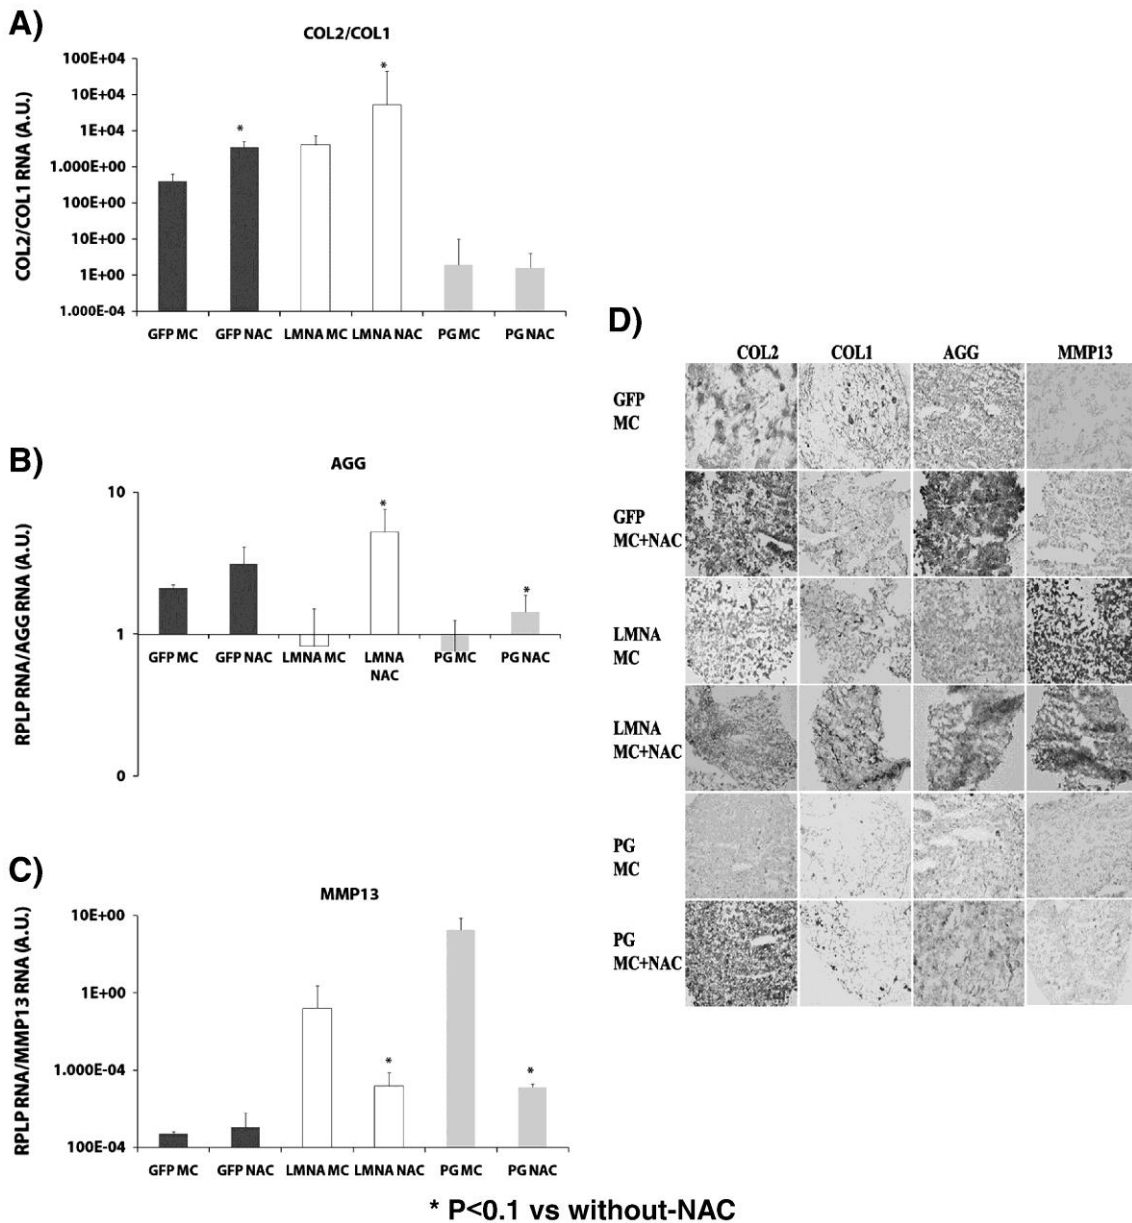 A)
COL2/COL1
COL2/COL1 RNA (A.U.)
100E+04
10E+04
1E+04
1.000E+00
100E+00
10E+00
1E+00
1.000E-04
*
*
GFP MC GFP NAC LMNA MC LMNA NAC PG MC PG NAC
B)
AGG
RPLP RNA/AGG RNA (A.U.)
10
1
0
*
*
GFP MC GFP NAC LMNA MC LMNA NAC PG MC PG NAC
C)
MMP13
RPLP RNA/MMP13 RNA (A.U.)
10E+00
1E+00
1.000E-04
100E-04
*
*
GFP MC GFP NAC LMNA MC LMNA NAC PG MC PG NAC
D)
COL2 COL1 AGG MMP13
GFP
MC
GFP
MC+NAC
LMNA
MC
LMNA
MC+NAC
PG
MC
PG
MC+NAC
* P<0.1 vs without-NAC